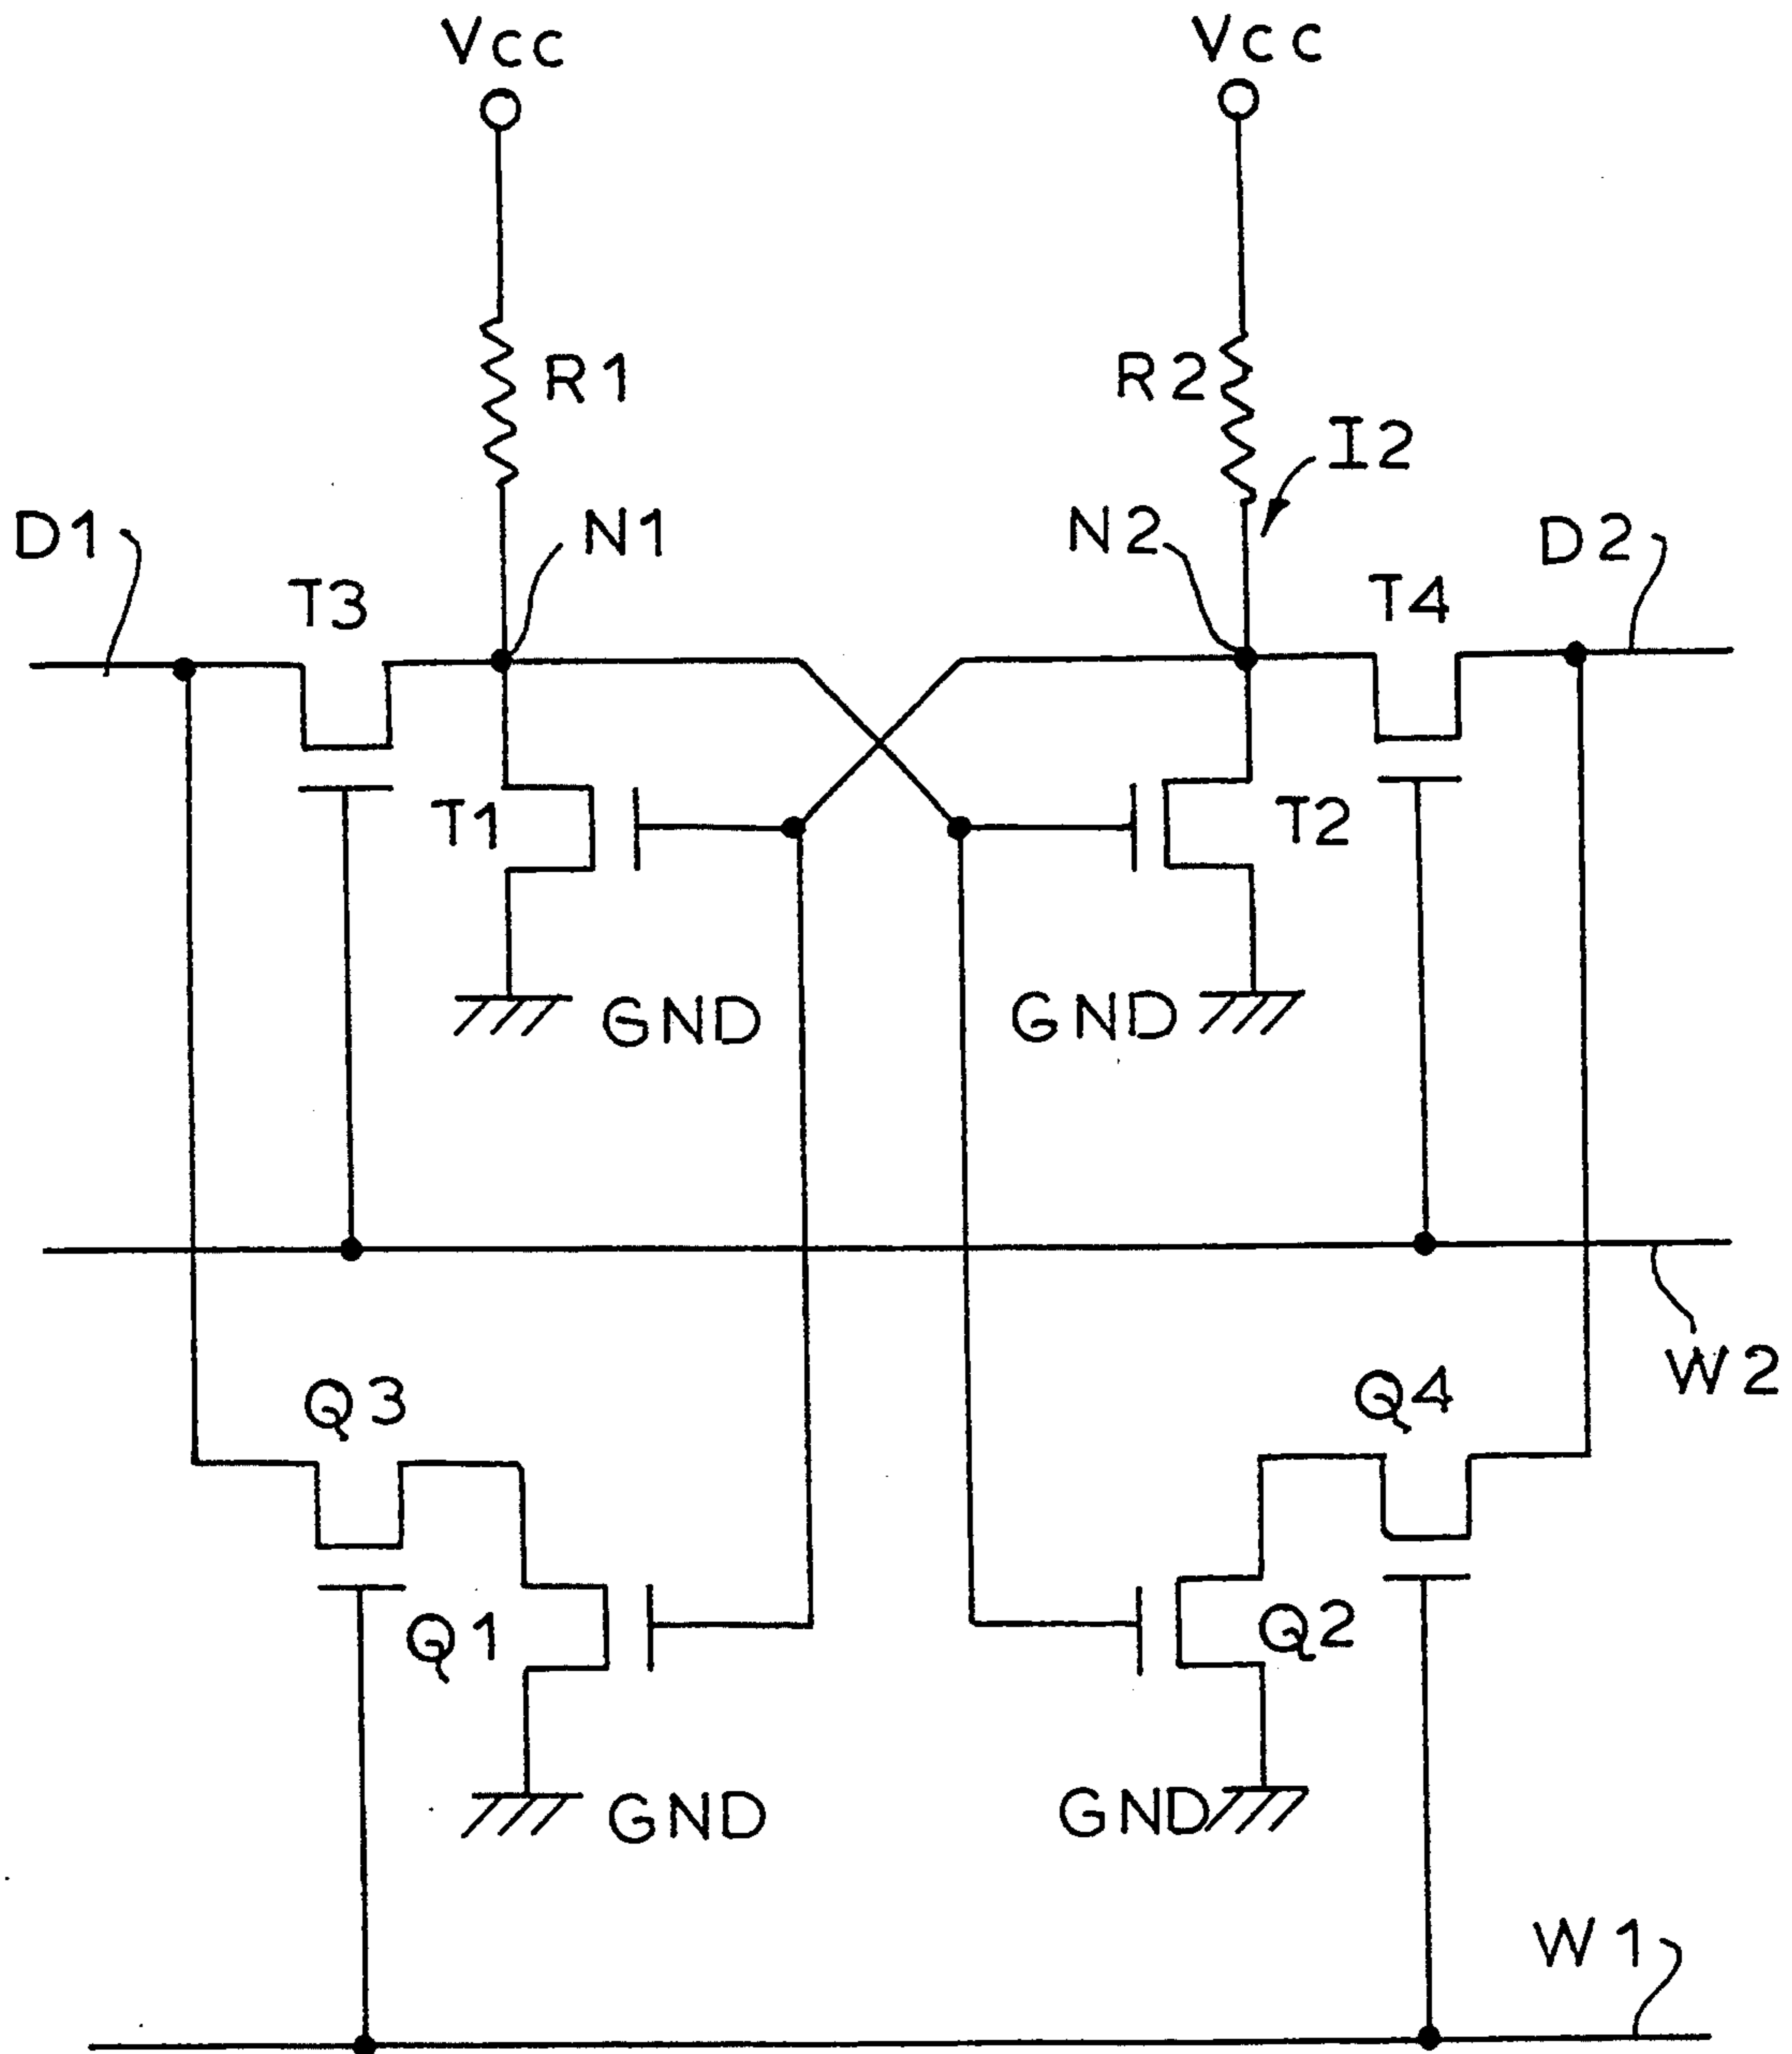 Vcc Vcc
R1 R2
I2
D1 N1 N2 D2
T3 T4
T1 T2
GND GND
W2
Q3 Q4
Q1 Q2
GND GND
W1